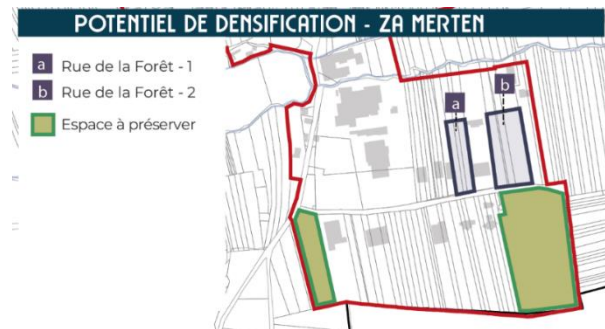 POTENTIEL DE DENSIFICATION - ZA MERTEN
a Rue de la Forêt - 1
b Rue de la Forêt - 2
Espace à préserver
a
b